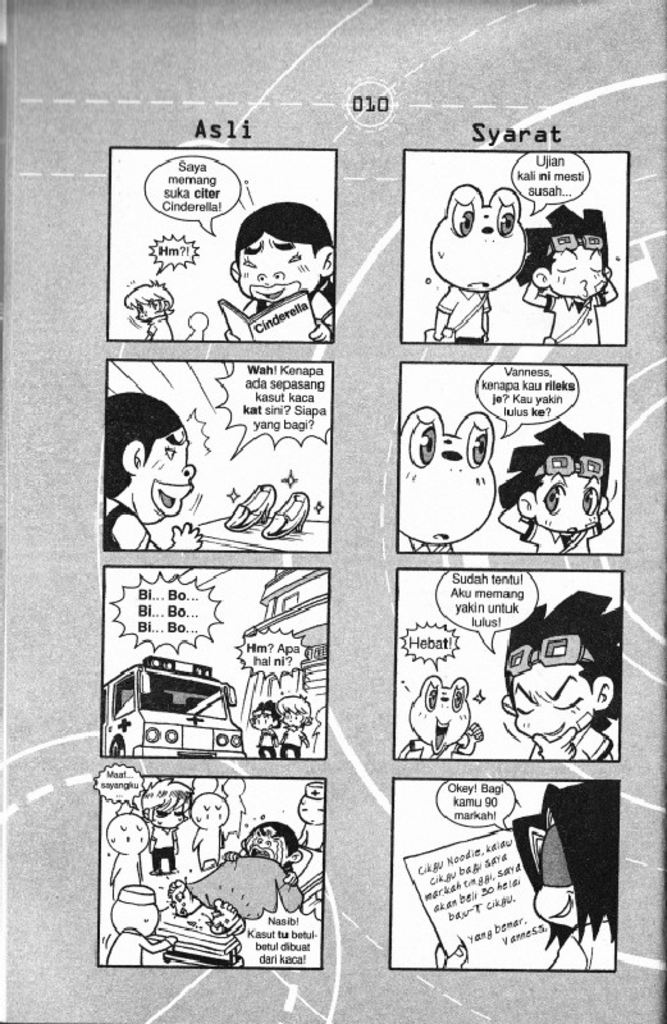 010
Asli
Saya
memang
suka citer
Cinderella!
Hm?!
Cinderella
Wah! Kenapa
ada sepasang
kasut kaca
kat sini? Siapa
yang bagi?
Bi... Bo...
Bi... Bo...
Bi... Bo...
Hm? Apa
hal ni?
Maaf...
sayangku
...
Nasib!
Kasut tu betul-
betul dibuat
dari kaca!
Syarat
Ujian
kali ni mesti
susah...
Vanness,
kenapa kau rileks
je? Kau yakin
lulus ke?
Sudah tentu!
Aku memang
yakin untuk
lulus!
Hebat!
Okey! Bagi
kamu 90
markah!
Cikgu Noodie, kalau
cikgu bagi saya
markah tinggi, saya
akan beli 30 helai
baju-T cikgu.
Yang benar,
Vanness